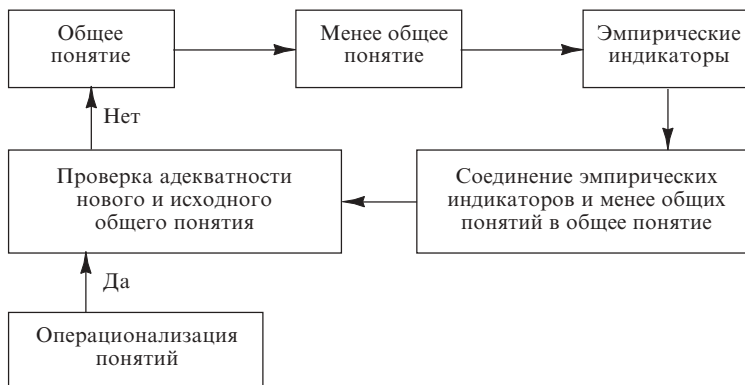 Общее
понятие
Менее общее
понятие
Эмпирические
индикаторы
Нет
Проверка адекватности
нового и исходного
общего понятия
Соединение эмпирических
индикаторов и менее общих
понятий в общее понятие
Да
Операционализация
понятий